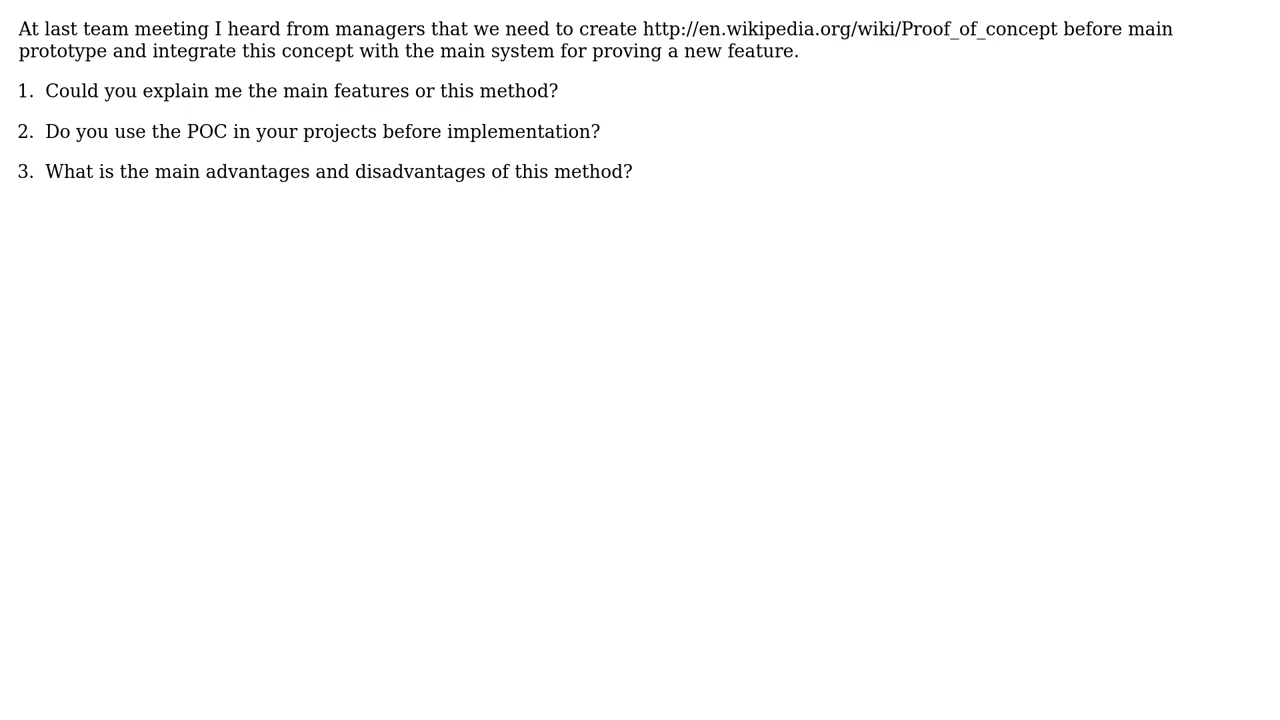 At last team meeting I heard from managers that we need to create http://en.wikipedia.org/wiki/Proof_of_concept before main
prototype and integrate this concept with the main system for proving a new feature.
1. Could you explain me the main features or this method?
2. Do you use the POC in your projects before implementation?
3. What is the main advantages and disadvantages of this method?